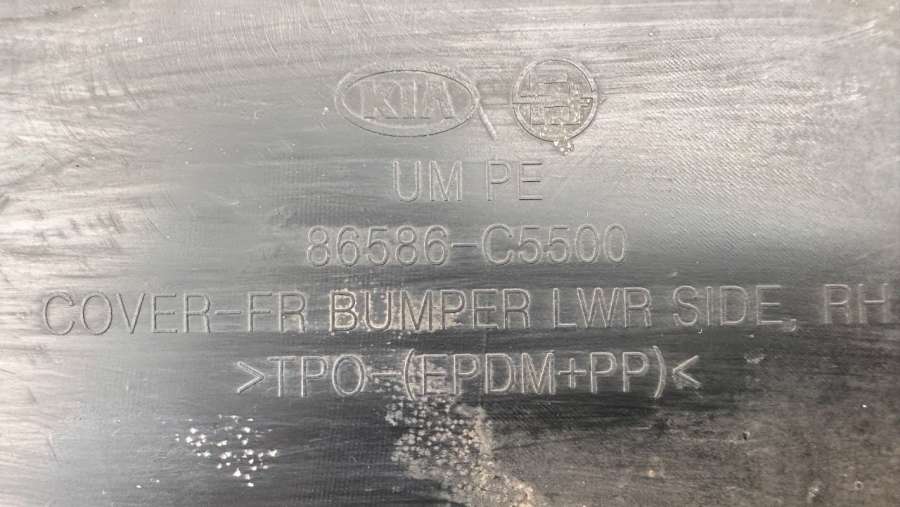 KIA
UM PE
86586-C5500
COVER-FR BUMPER LWR SIDE, RH
>TPO-(EPDM+PP)<